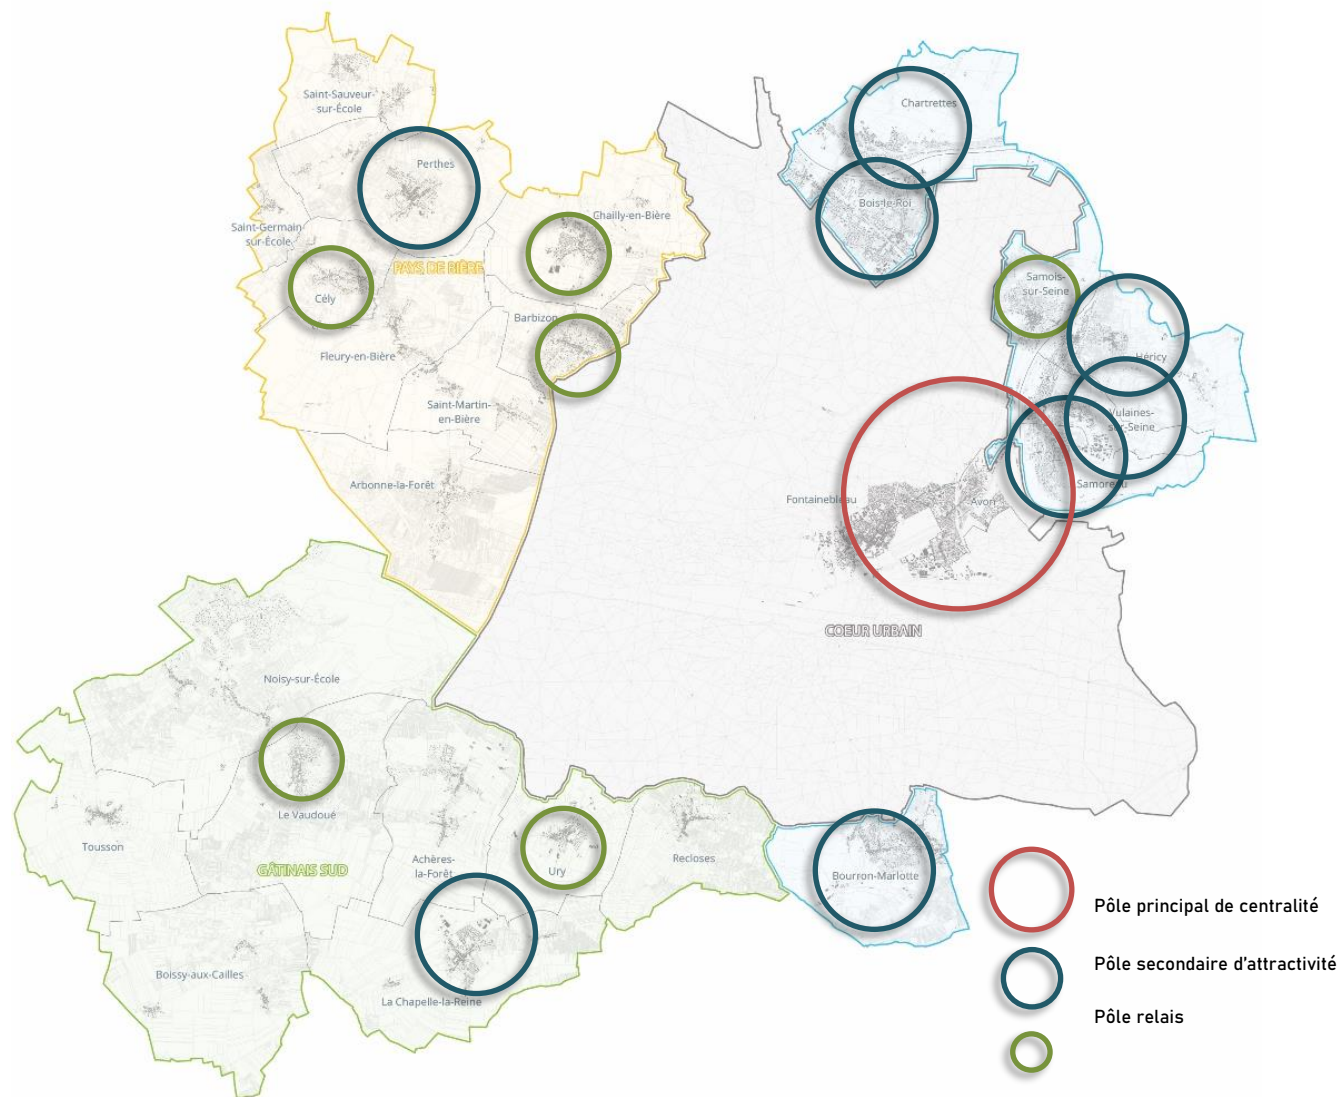 Saint-Sauveur-
sur-École
Chartrettes
Perthes
Bois-le-Roi
Chailly-en-Bière
Saint-Germain
sur-École
PAYS DE BIÈRE
Samois-
sur-Seine
Cély
Barbizon
Fleury-en-Bière
Héricy
Saint-Martin-
en-Bière
Vulaines-
sur-Seine
Arbonne-la-Forêt
Samoreau
Fontainebleau
Avon
COEUR URBAIN
Noisy-sur-École
Le Vaudoué
Tousson
Achères-
la-Forêt
GÂTINAIS SUD
Ury
Recloses
Bourron-Marlotte
Boissy-aux-Cailles
La Chapelle-la-Reine
Pôle principal de centralité
Pôle secondaire d'attractivité
Pôle relais